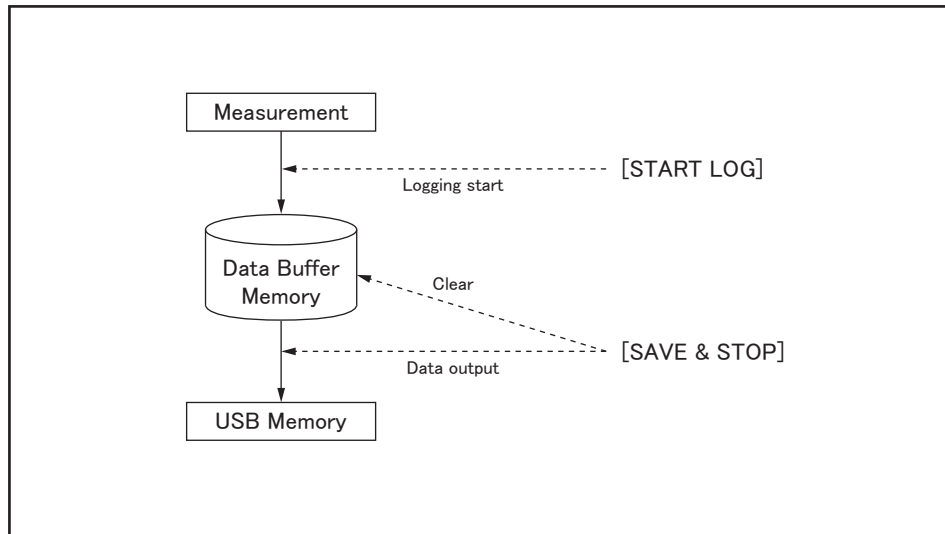 Measurement
[START LOG]
Logging start
Data Buffer
Memory
Clear
[SAVE & STOP]
Data output
USB Memory